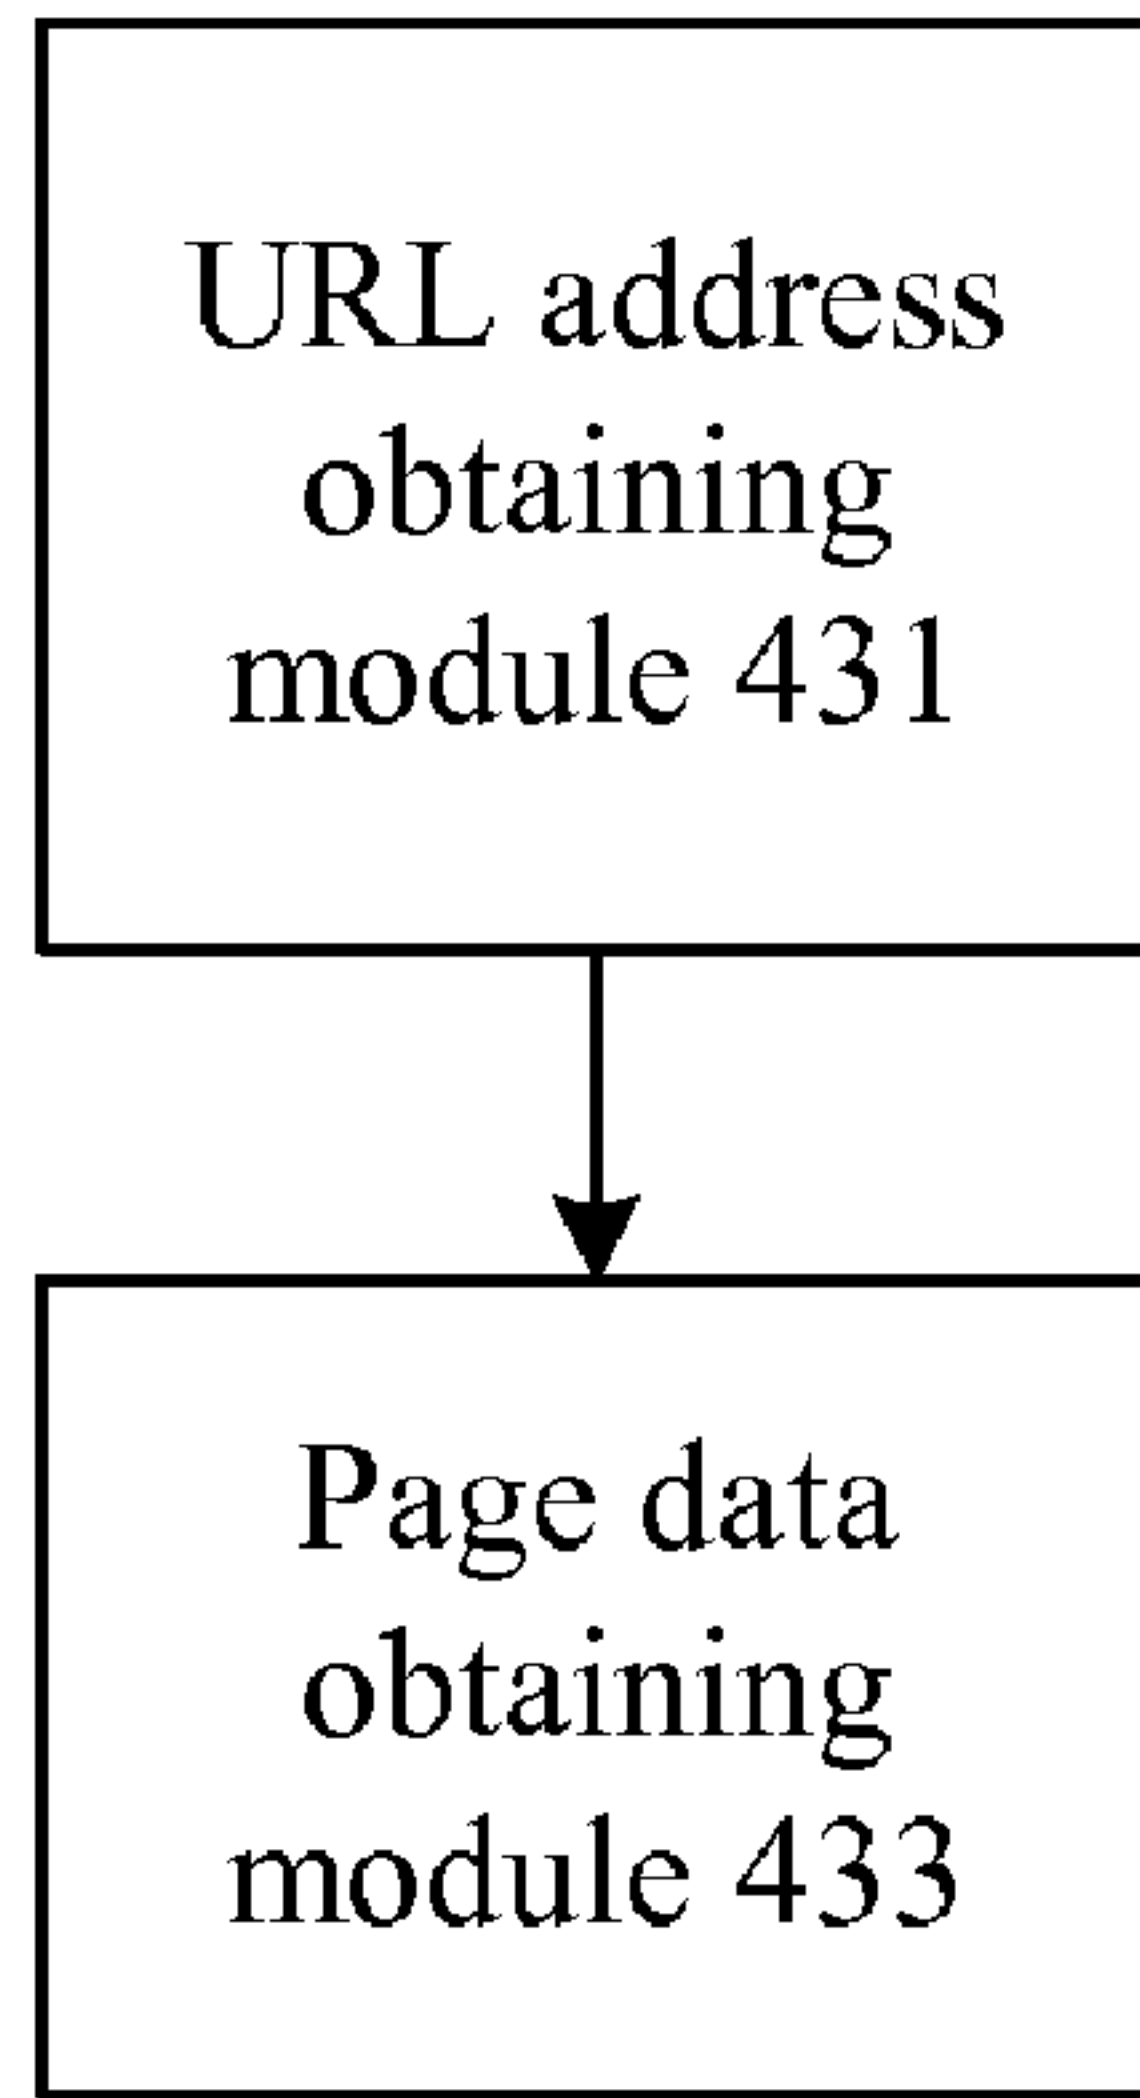 URL address
obtaining
module 431
Page data
obtaining
module 433